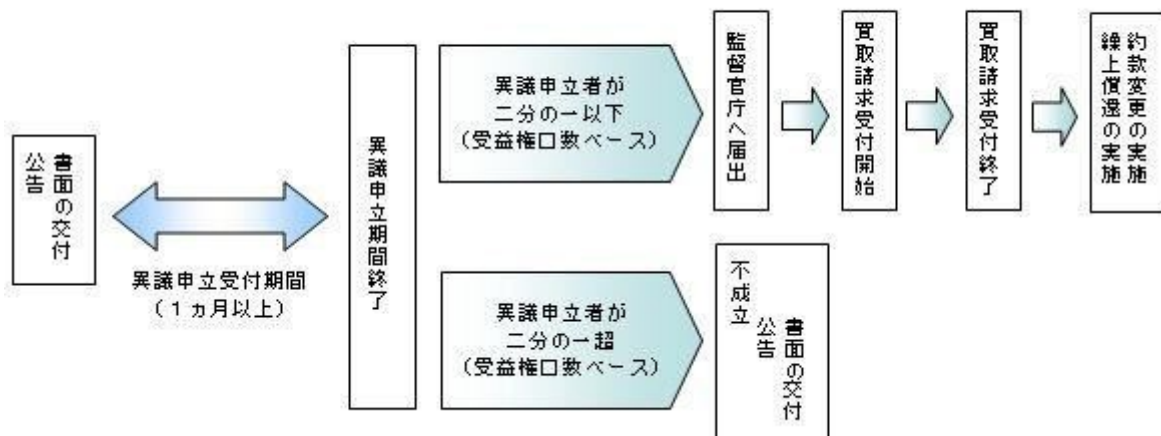 公告
書面の交付
異議申立受付期間
（１ヵ月以上）
異議申立期間終了
異議申立者が
二分の一以下
（受益権口数ベース）
監督官庁へ届出
買取請求受付開始
買取請求受付終了
約款変更の実施
繰上償還の実施
異議申立者が
二分の一超
（受益権口数ベース）
不成立
公告
書面の交付